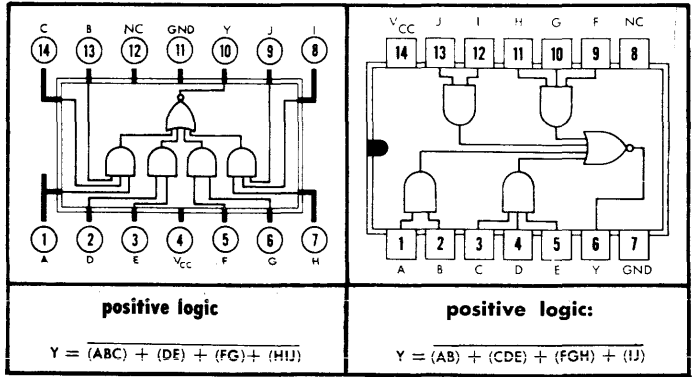 C B NC GND Y J I
14 13 12 11 10 9 8
1 2 3 4 5 6 7
A D E VCC F G H
positive logic
Y = (ABC) + (DE) + (FG)+ (HIJ)
VCC J I H G F NC
14 13 12 11 10 9 8
1 2 3 4 5 6 7
A B C D E Y GND
positive logic:
Y = (AB) + (CDE) + (FGH) + (IJ)